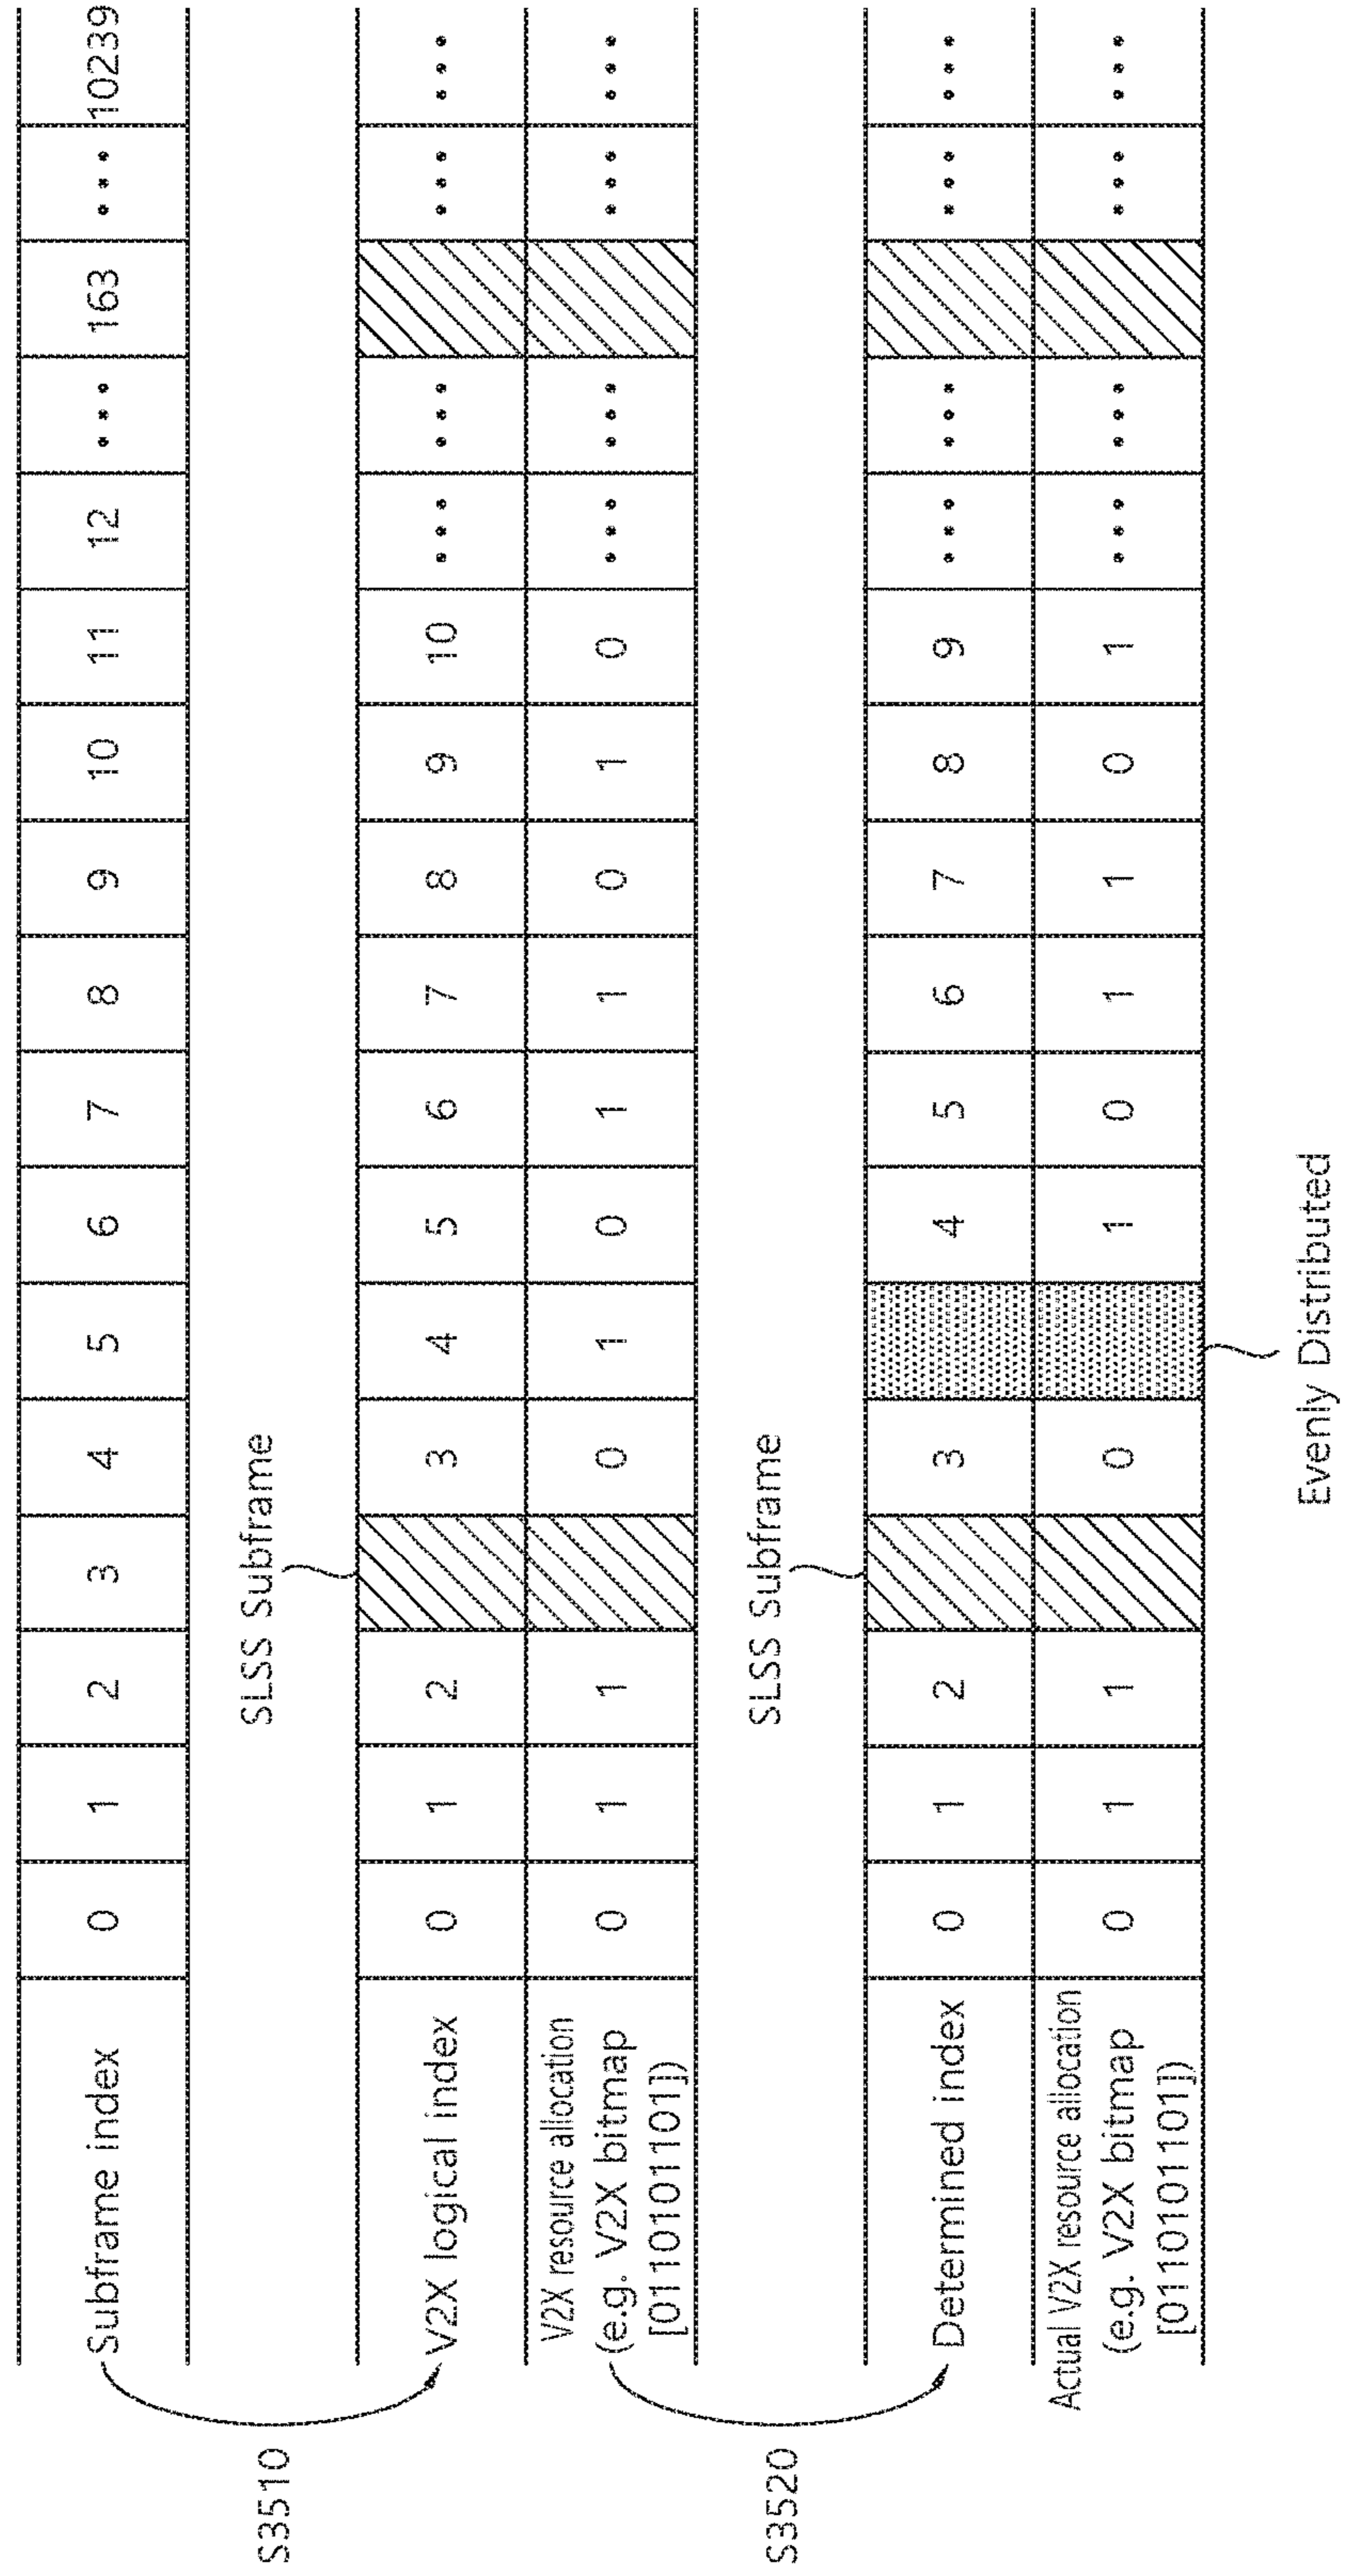 Subframe index 0 1 2 3 4 5 6 7 8 9 10 11 12 ••• 163 ••• 10239
S3510
SLSS Subframe
V2X logical index 0 1 2 3 4 5 6 7 8 9 10 ••• ••• ••• •••
V2X resource allocation
(e.g. V2X bitmap
[0110101101])
0 1 1 0 1 0 1 1 0 1 0 ••• ••• ••• •••
S3520
SLSS Subframe
Determined index 0 1 2 3 4 5 6 7 8 9 ••• ••• ••• •••
Actual V2X resource allocation
(e.g. V2X bitmap
[0110101101])
0 1 1 0 1 0 1 1 0 1 ••• ••• ••• •••
Evenly Distributed